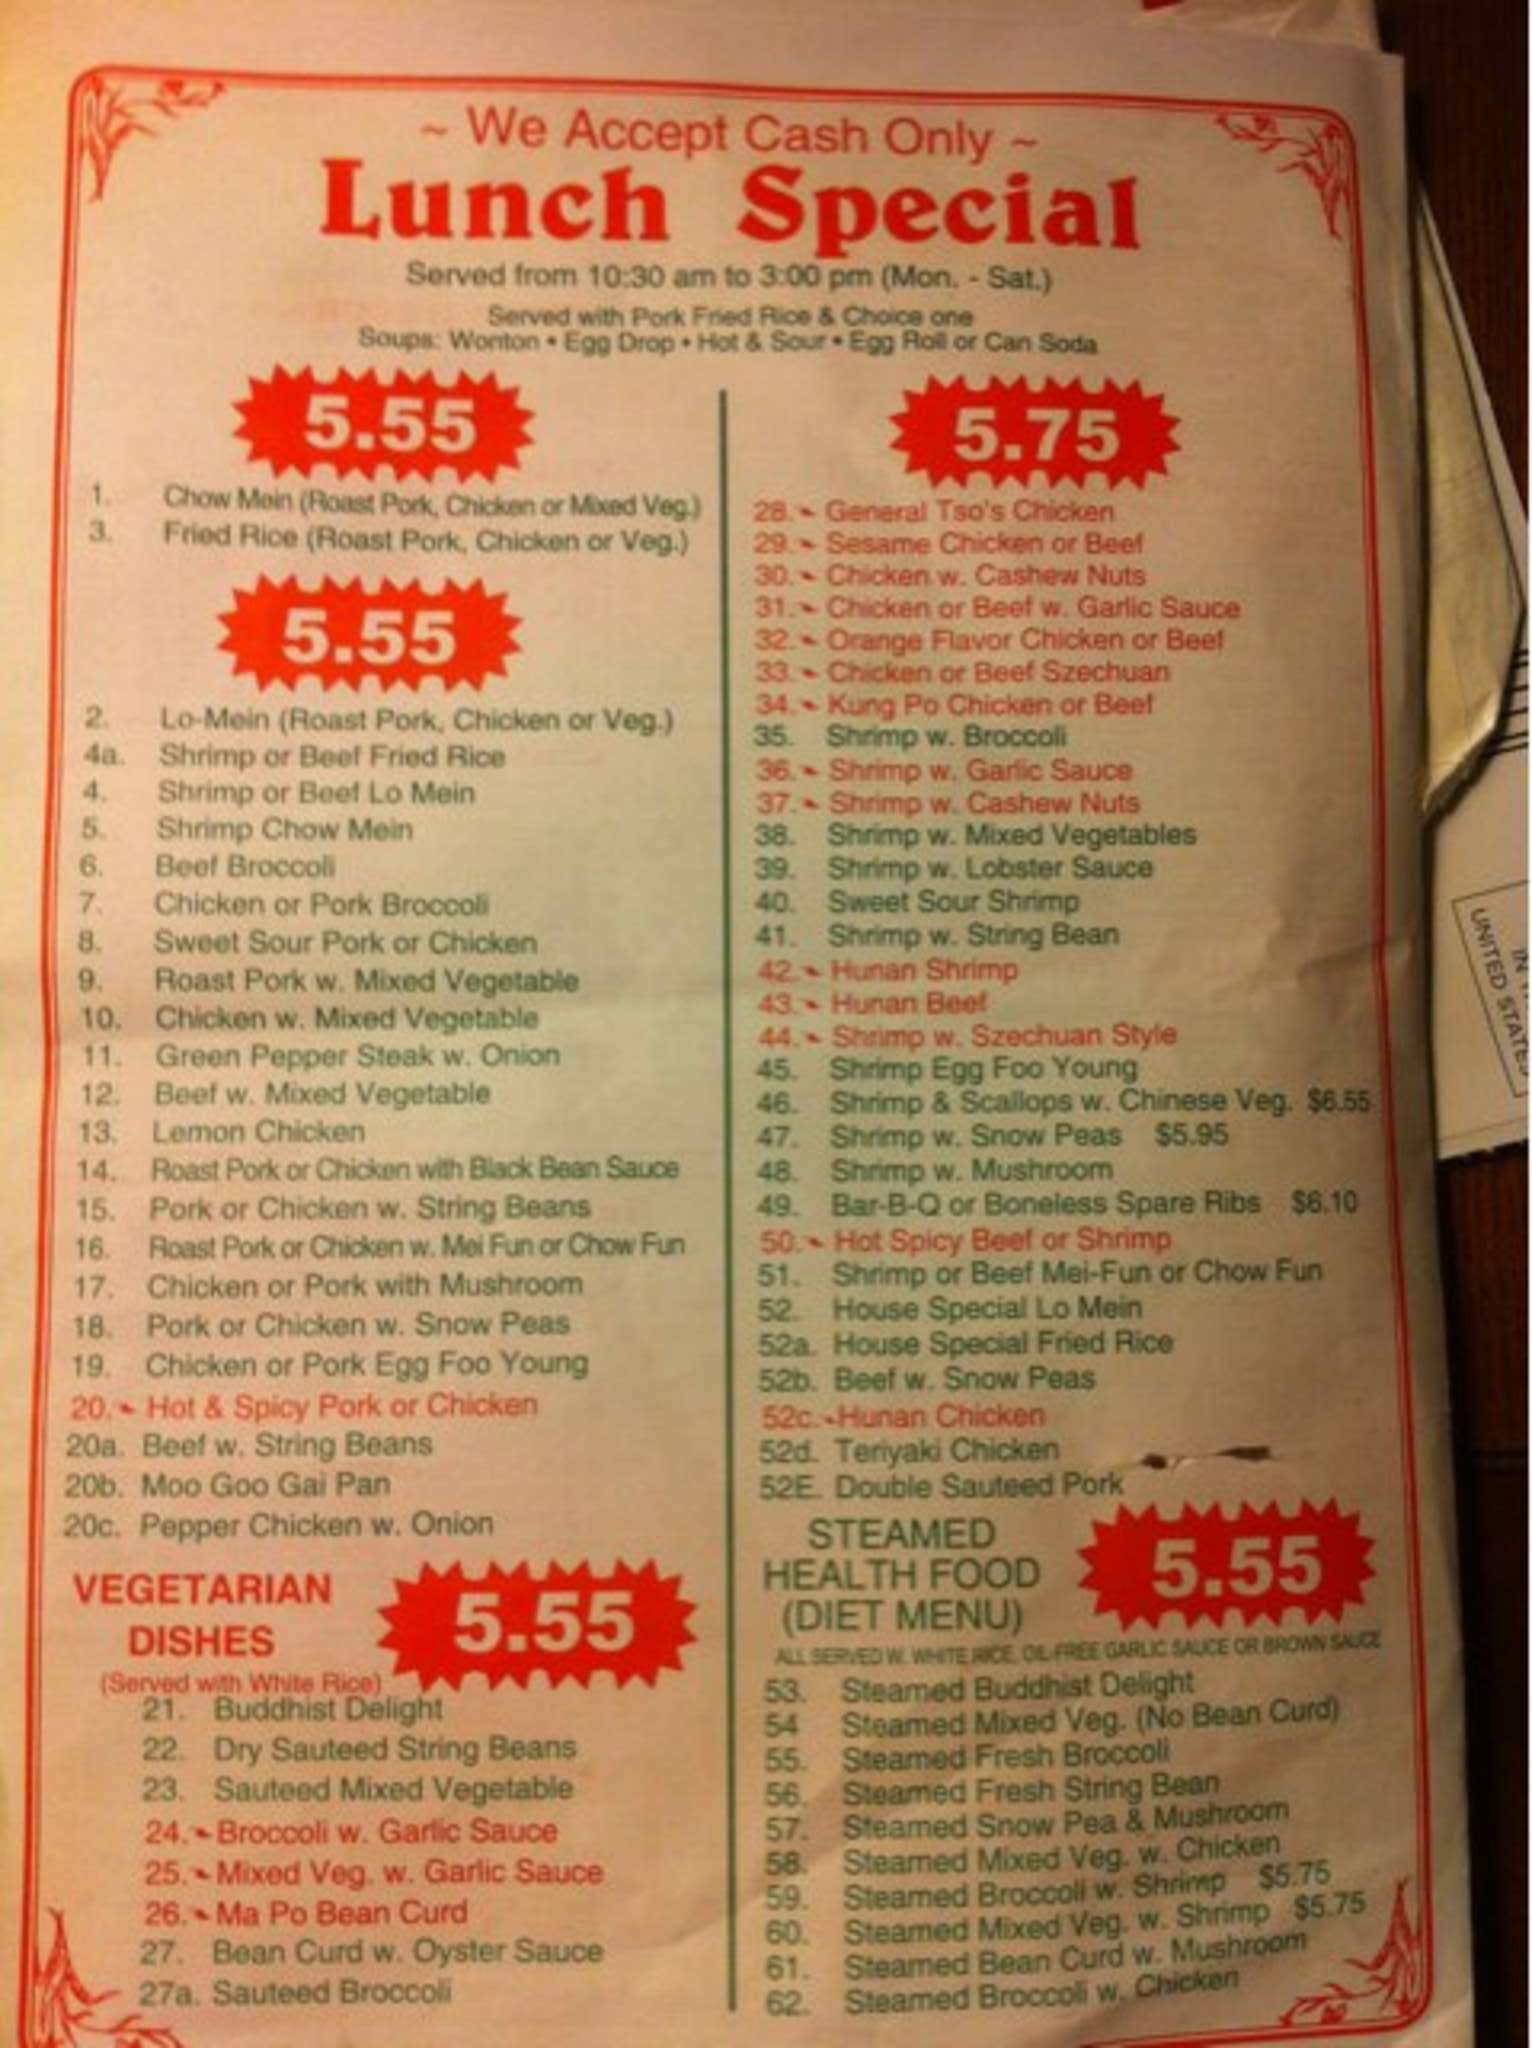 ~ We Accept Cash Only ~
Lunch Special
Served from 10:30 am to 3:00 pm (Mon. - Sat.)
Served with Pork Fried Rice & Choice one
Soups: Wonton • Egg Drop • Hot & Sour • Egg Roll or Can Soda
5.55
1. Chow Mein (Roast Pork, Chicken or Mixed Veg.)
3. Fried Rice (Roast Pork, Chicken or Veg.)
5.55
2. Lo-Mein (Roast Pork, Chicken or Veg.)
4a. Shrimp or Beef Fried Rice
4. Shrimp or Beef Lo Mein
5. Shrimp Chow Mein
6. Beef Broccoli
7. Chicken or Pork Broccoli
8. Sweet Sour Pork or Chicken
9. Roast Pork w. Mixed Vegetable
10. Chicken w. Mixed Vegetable
11. Green Pepper Steak w. Onion
12. Beef w. Mixed Vegetable
13. Lemon Chicken
14. Roast Pork or Chicken with Black Bean Sauce
15. Pork or Chicken w. String Beans
16. Roast Pork or Chicken w. Mei Fun or Chow Fun
17. Chicken or Pork with Mushroom
18. Pork or Chicken w. Snow Peas
19. Chicken or Pork Egg Foo Young
20. Hot & Spicy Pork or Chicken
20a. Beef w. String Beans
20b. Moo Goo Gai Pan
20c. Pepper Chicken w. Onion
VEGETARIAN
DISHES
5.55
(Served with White Rice)
21. Buddhist Delight
22. Dry Sauteed String Beans
23. Sauteed Mixed Vegetable
24. Broccoli w. Garlic Sauce
25. Mixed Veg. w. Garlic Sauce
26. Ma Po Bean Curd
27. Bean Curd w. Oyster Sauce
27a. Sauteed Broccoli
5.75
28. General Tso's Chicken
29. Sesame Chicken or Beef
30. Chicken w. Cashew Nuts
31. Chicken or Beef w. Garlic Sauce
32. Orange Flavor Chicken or Beef
33. Chicken or Beef Szechuan
34. Kung Po Chicken or Beef
35. Shrimp w. Broccoli
36. Shrimp w. Garlic Sauce
37. Shrimp w. Cashew Nuts
38. Shrimp w. Mixed Vegetables
39. Shrimp w. Lobster Sauce
40. Sweet Sour Shrimp
41. Shrimp w. String Bean
42. Hunan Shrimp
43. Hunan Beef
44. Shrimp w. Szechuan Style
45. Shrimp Egg Foo Young
46. Shrimp & Scallops w. Chinese Veg. $6.55
47. Shrimp w. Snow Peas $5.95
48. Shrimp w. Mushroom
49. Bar-B-Q or Boneless Spare Ribs $6.10
50. Hot Spicy Beef or Shrimp
51. Shrimp or Beef Mei-Fun or Chow Fun
52. House Special Lo Mein
52a. House Special Fried Rice
52b. Beef w. Snow Peas
52c. Hunan Chicken
52d. Teriyaki Chicken
52E. Double Sauteed Pork
STEAMED
HEALTH FOOD
(DIET MENU)
5.55
ALL SERVED W. WHITE RICE, OIL-FREE GARLIC SAUCE OR BROWN SAUCE
53. Steamed Buddhist Delight
54 Steamed Mixed Veg. (No Bean Curd)
55. Steamed Fresh Broccoli
56. Steamed Fresh String Bean
57. Steamed Snow Pea & Mushroom
58. Steamed Mixed Veg. w. Chicken
59. Steamed Broccoli w. Shrimp $5.75
60. Steamed Mixed Veg. w. Shrimp $5.75
61. Steamed Bean Curd w. Mushroom
62. Steamed Broccoli w. Chicken
UNITED STATES